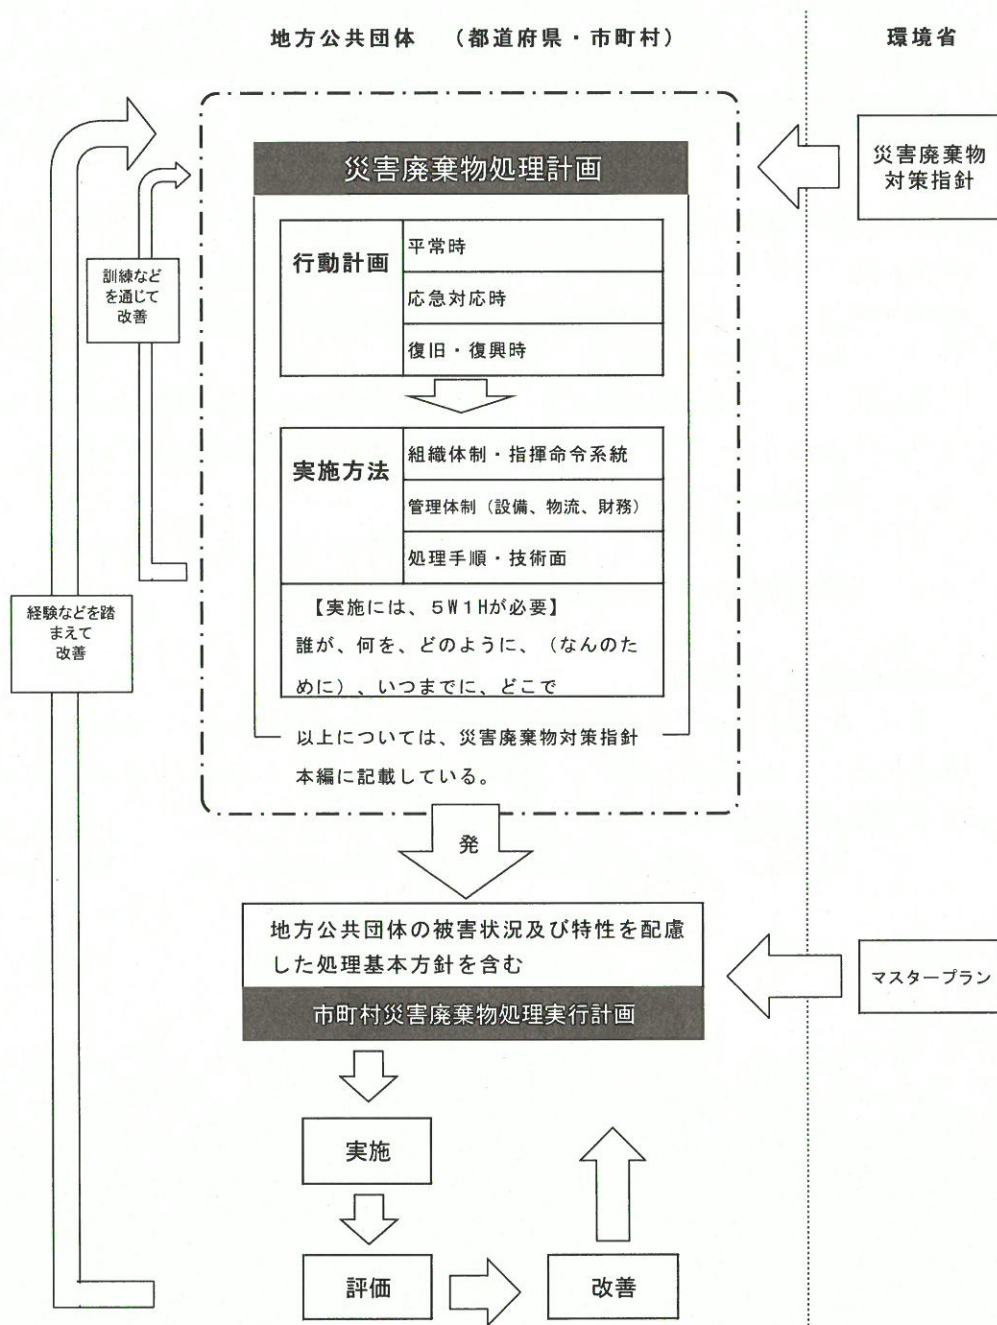 地方公共団体 (都道府県・市町村)
環境省
災害廃棄物処理計画
災害廃棄物
対策指針
行動計画
平常時
応急対応時
復旧・復興時
訓練など
を通じて
改善
実施方法
組織体制・指揮命令系統
管理体制(設備、物流、財務)
処理手順・技術面
【実施には、5W1Hが必要】
誰が、何を、どのように、(なんのた
めに)、いつまでに、どこで
経験などを踏
まえて
改善
以上については、災害廃棄物対策指針
本編に記載している。
発
地方公共団体の被害状況及び特性を配慮
した処理基本方針を含む
市町村災害廃棄物処理実行計画
マスタープラン
実施
評価
改善